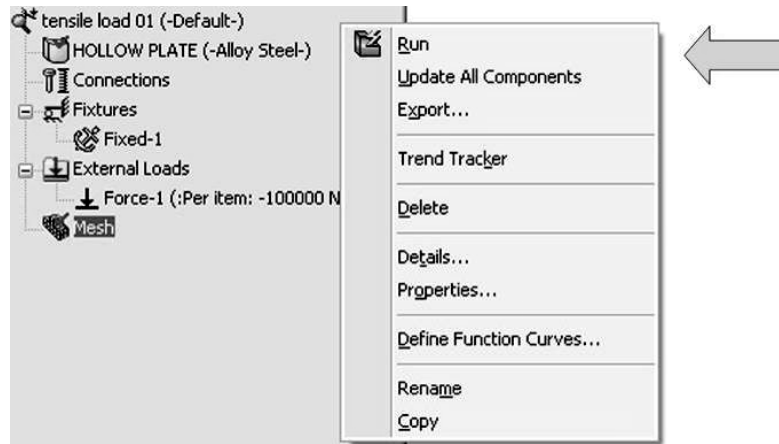 tensile load 01 (-Default-)
HOLLOW PLATE (-Alloy Steel-)
Connections
Fixtures
Fixed-1
External Loads
Force-1 (:Per item: -100000 N
Mesh
Run
Update All Components
Export...
Trend Tracker
Delete
Details...
Properties...
Define Function Curves...
Rename
Copy